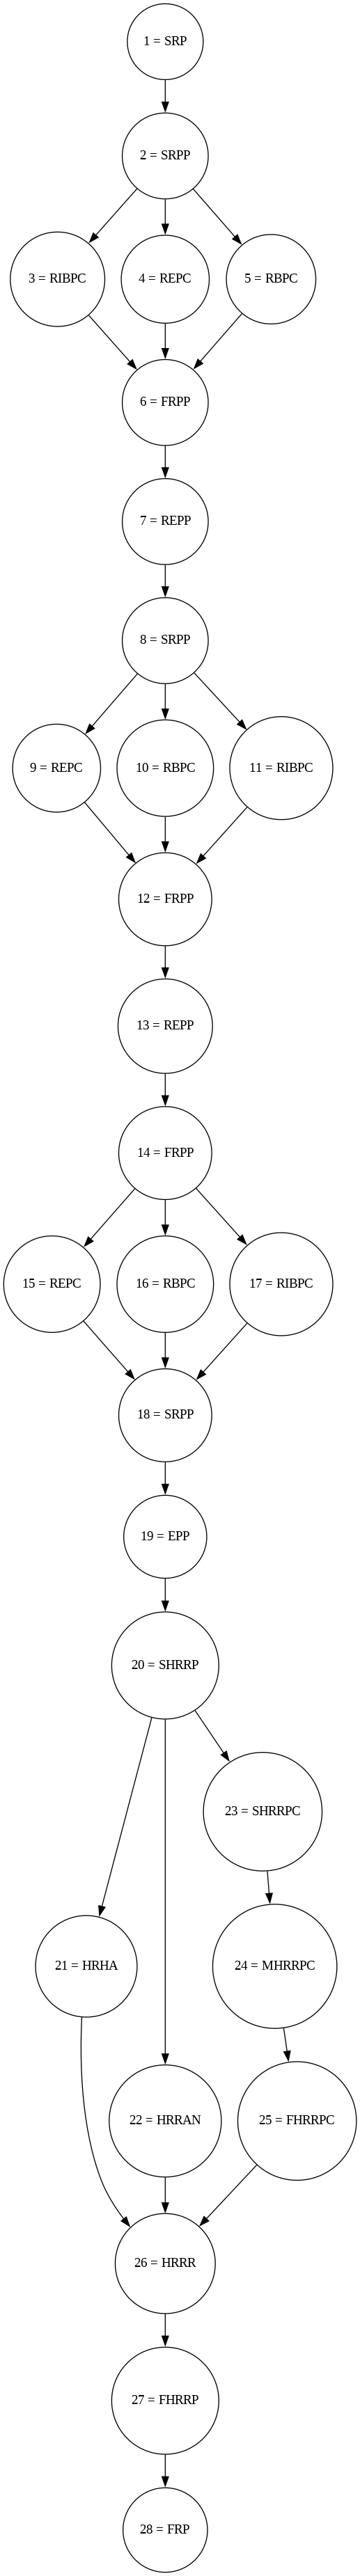 1 = SRP
2 = SRPP
3 = RIBPC
4 = REPC
5 = RBPC
6 = FRPP
7 = REPP
8 = SRPP
9 = REPC
10 = RBPC
11 = RIBPC
12 = FRPP
13 = REPP
14 = FRPP
15 = REPC
16 = RBPC
17 = RIBPC
18 = SRPP
19 = EPP
20 = SHRRP
23 = SHRRPC
21 = HRHA
24 = MHRRPC
22 = HRRAN
25 = FHRRPC
26 = HRRR
27 = FHRRP
28 = FRP